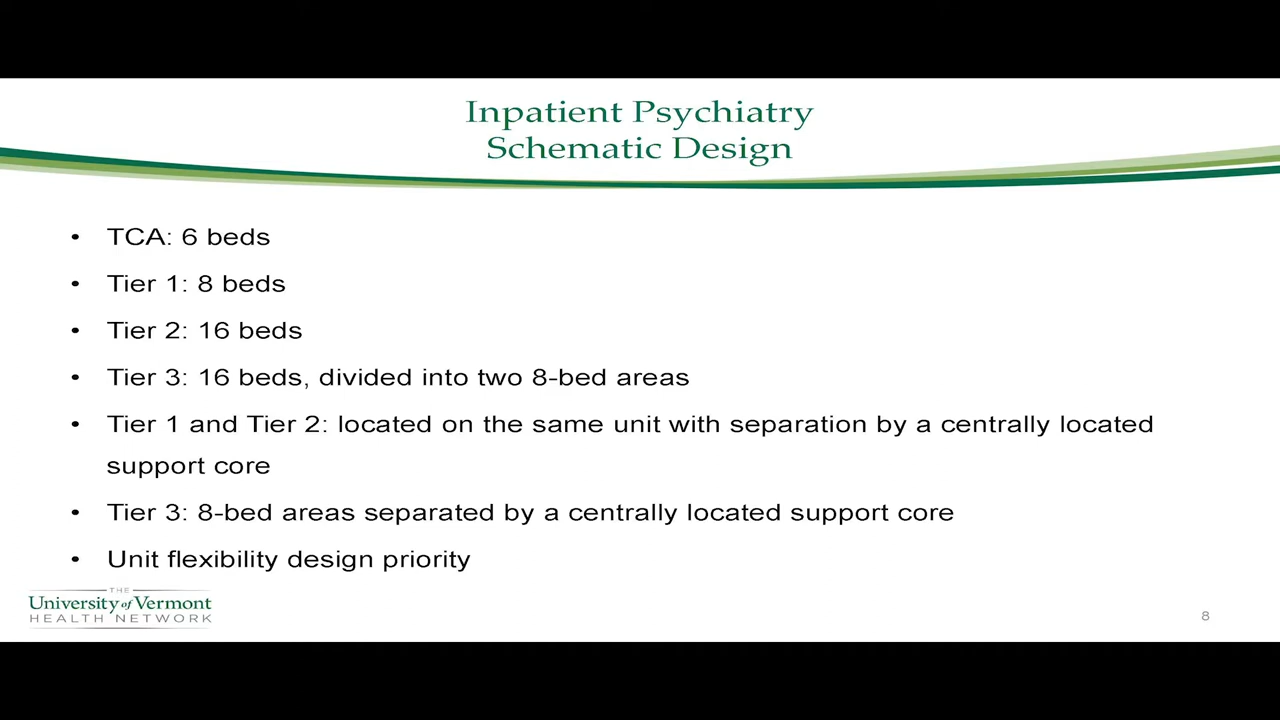 Inpatient Psychiatry
Schematic Design
• TCA: 6 beds
• Tier 1: 8 beds
• Tier 2: 16 beds
• Tier 3: 16 beds, divided into two 8-bed areas
• Tier 1 and Tier 2: located on the same unit with separation by a centrally located
support core
• Tier 3: 8-bed areas separated by a centrally located support core
• Unit flexibility design priority
THE
University of Vermont
HEALTH NETWORK
8